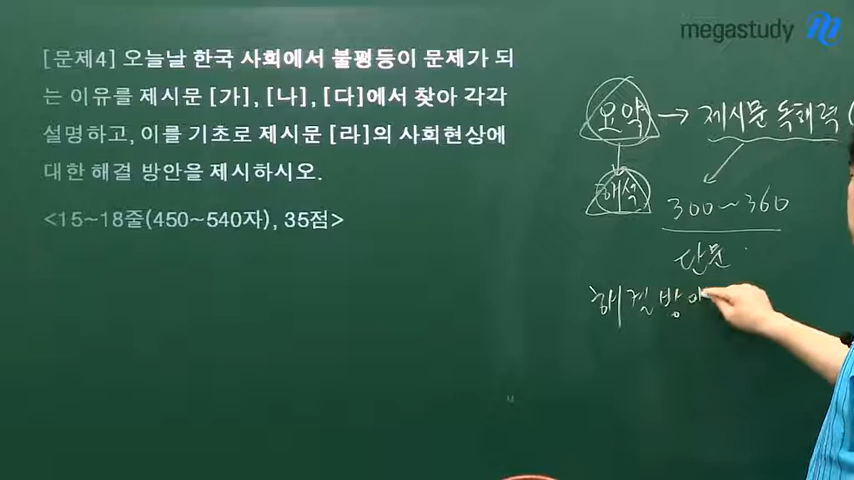 megastudy
[문제4] 오늘날 한국 사회에서 불평등이 문제가 되
는 이유를 제시문 [가], [나], [다]에서 찾아 각각
설명하고, 이를 기초로 제시문 [라]의 사회현상에
대한 해결 방안을 제시하시오.
<15~18줄(450~540자), 35점>
요약 → 제시문 독해력 (
해석
300~360
단문
해결 방